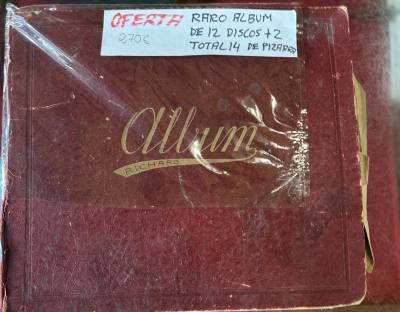 OFERTA RARO ALBUM
270€ DE 12 DISCOS + 2
TOTAL 14 DE PIZARRA
Album
RICHARD